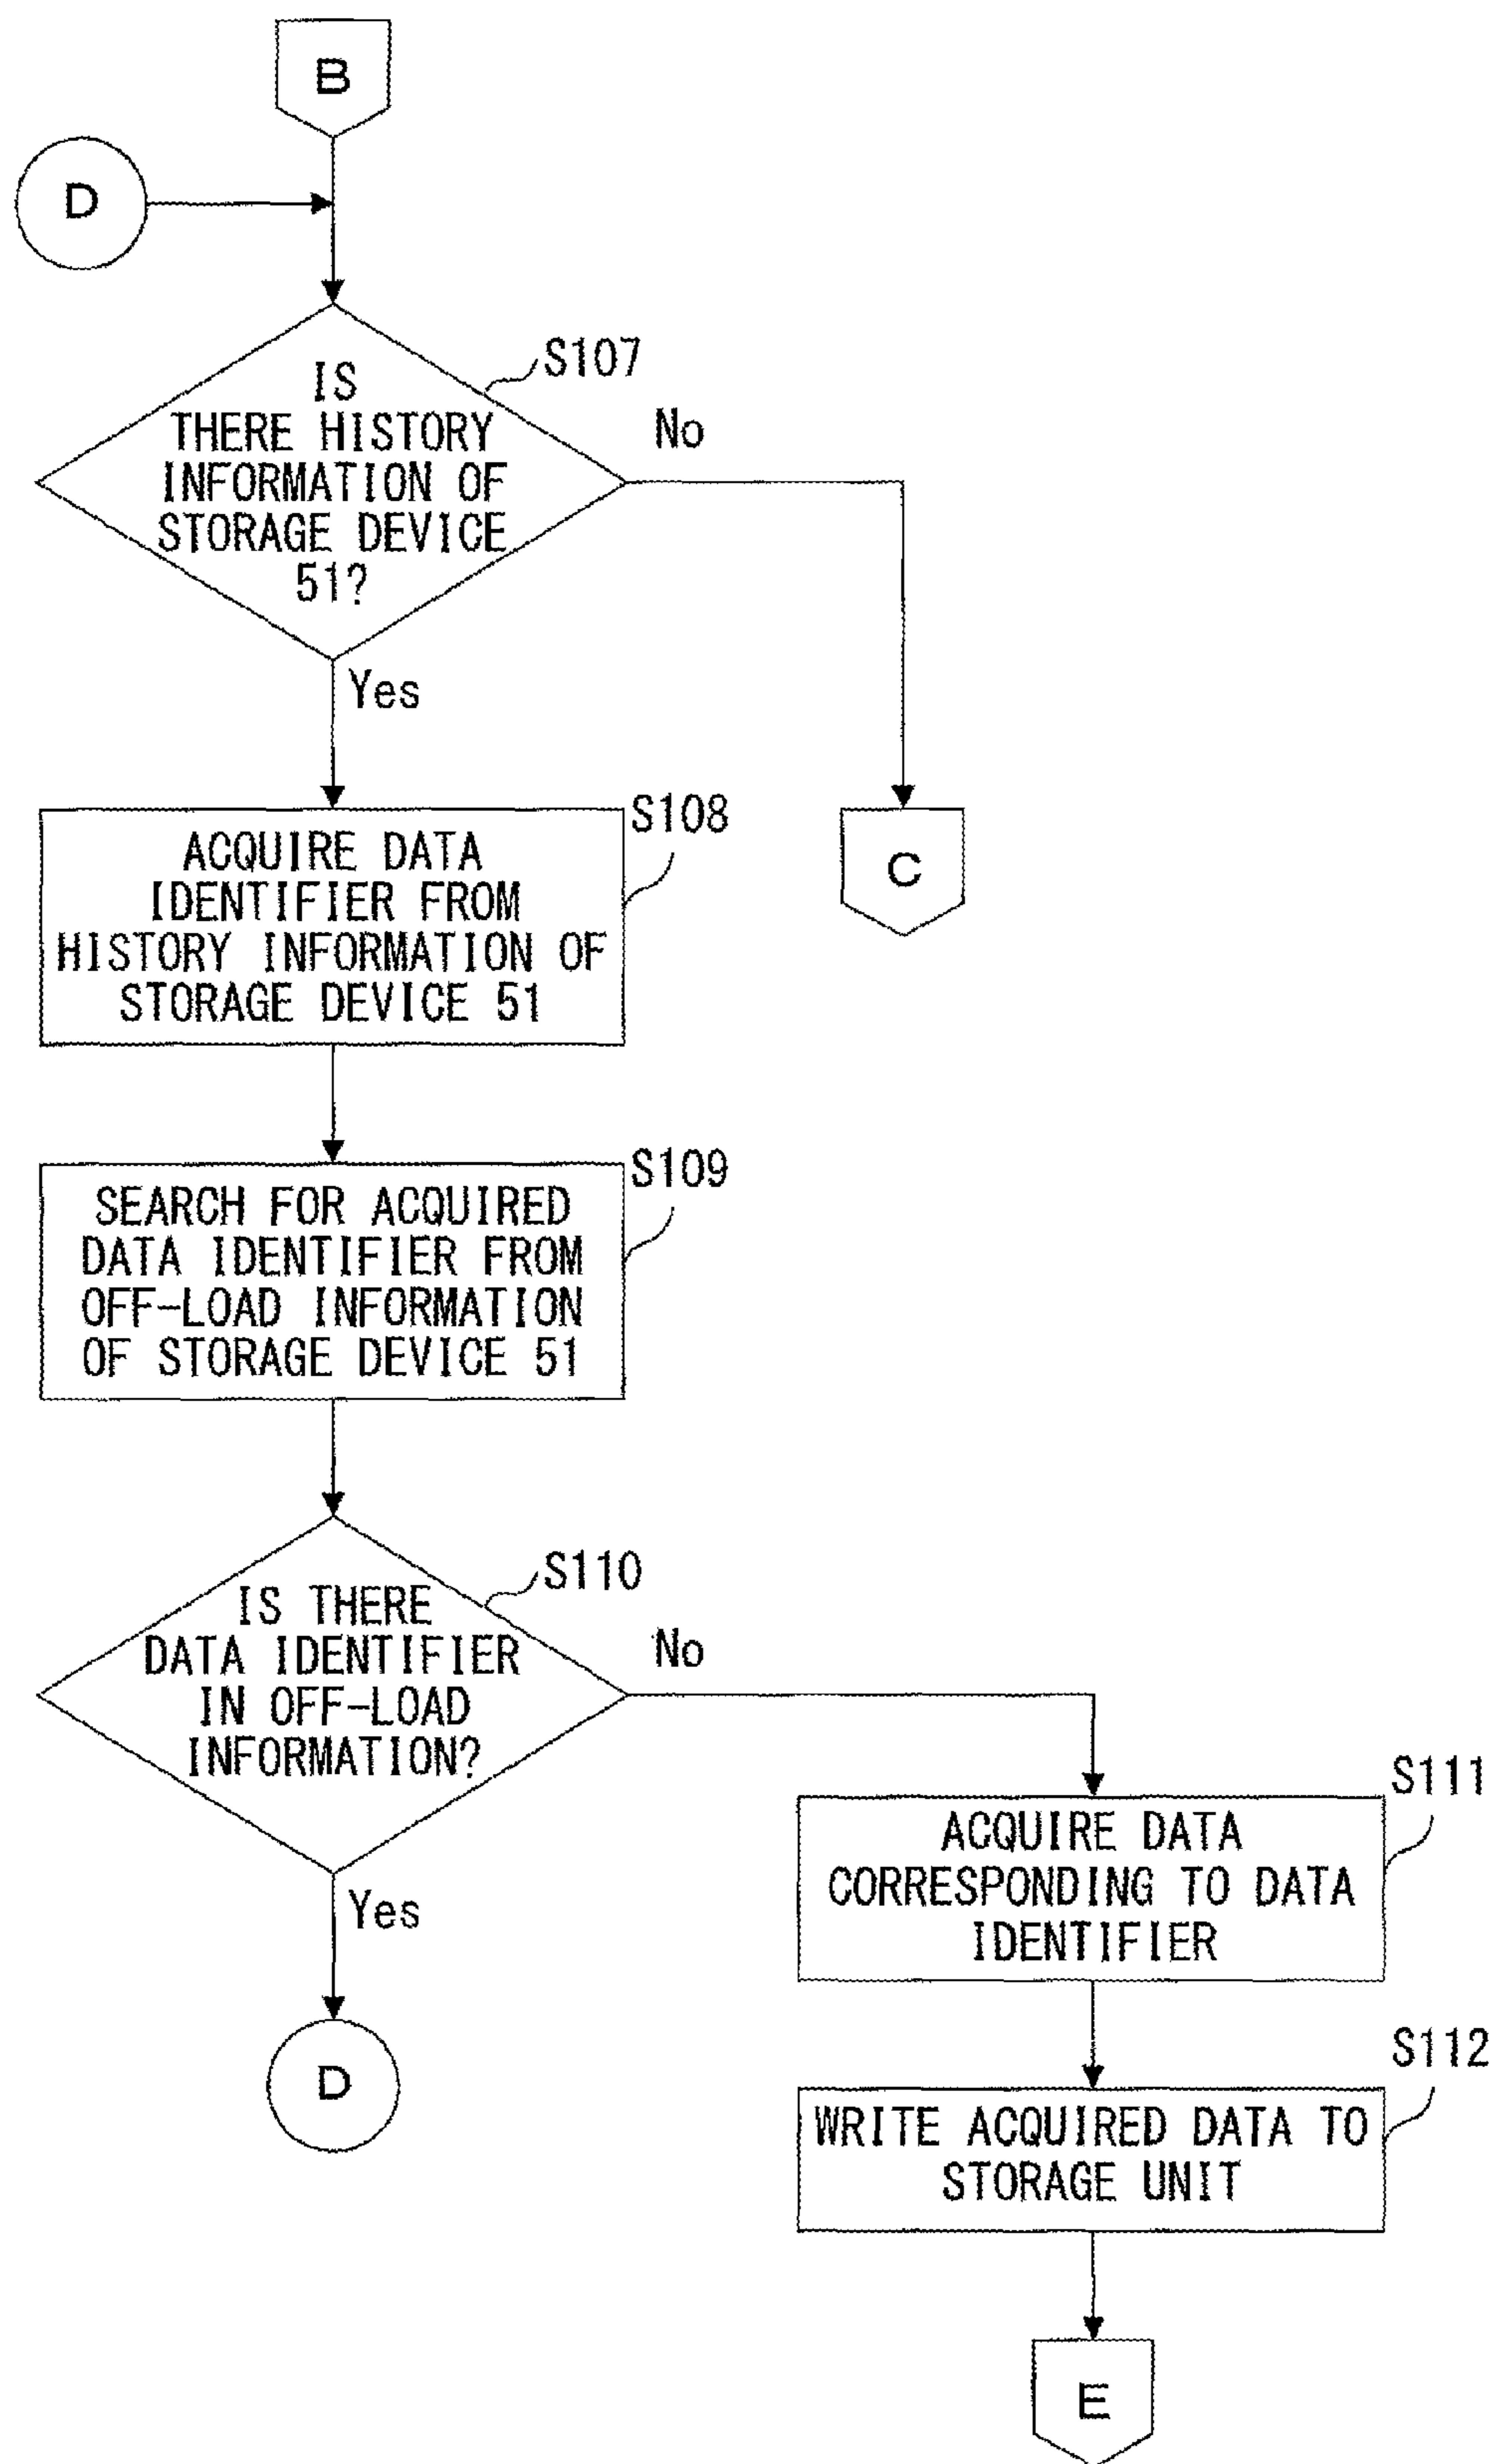 B
D
S107
IS
THERE HISTORY
INFORMATION OF
STORAGE DEVICE
51?
No
Yes
S108
ACQUIRE DATA
IDENTIFIER FROM
HISTORY INFORMATION OF
STORAGE DEVICE 51
C
S109
SEARCH FOR ACQUIRED
DATA IDENTIFIER FROM
OFF-LOAD INFORMATION
OF STORAGE DEVICE 51
S110
IS THERE
DATA IDENTIFIER
IN OFF-LOAD
INFORMATION?
No
Yes
D
S111
ACQUIRE DATA
CORRESPONDING TO DATA
IDENTIFIER
S112
WRITE ACQUIRED DATA TO
STORAGE UNIT
E